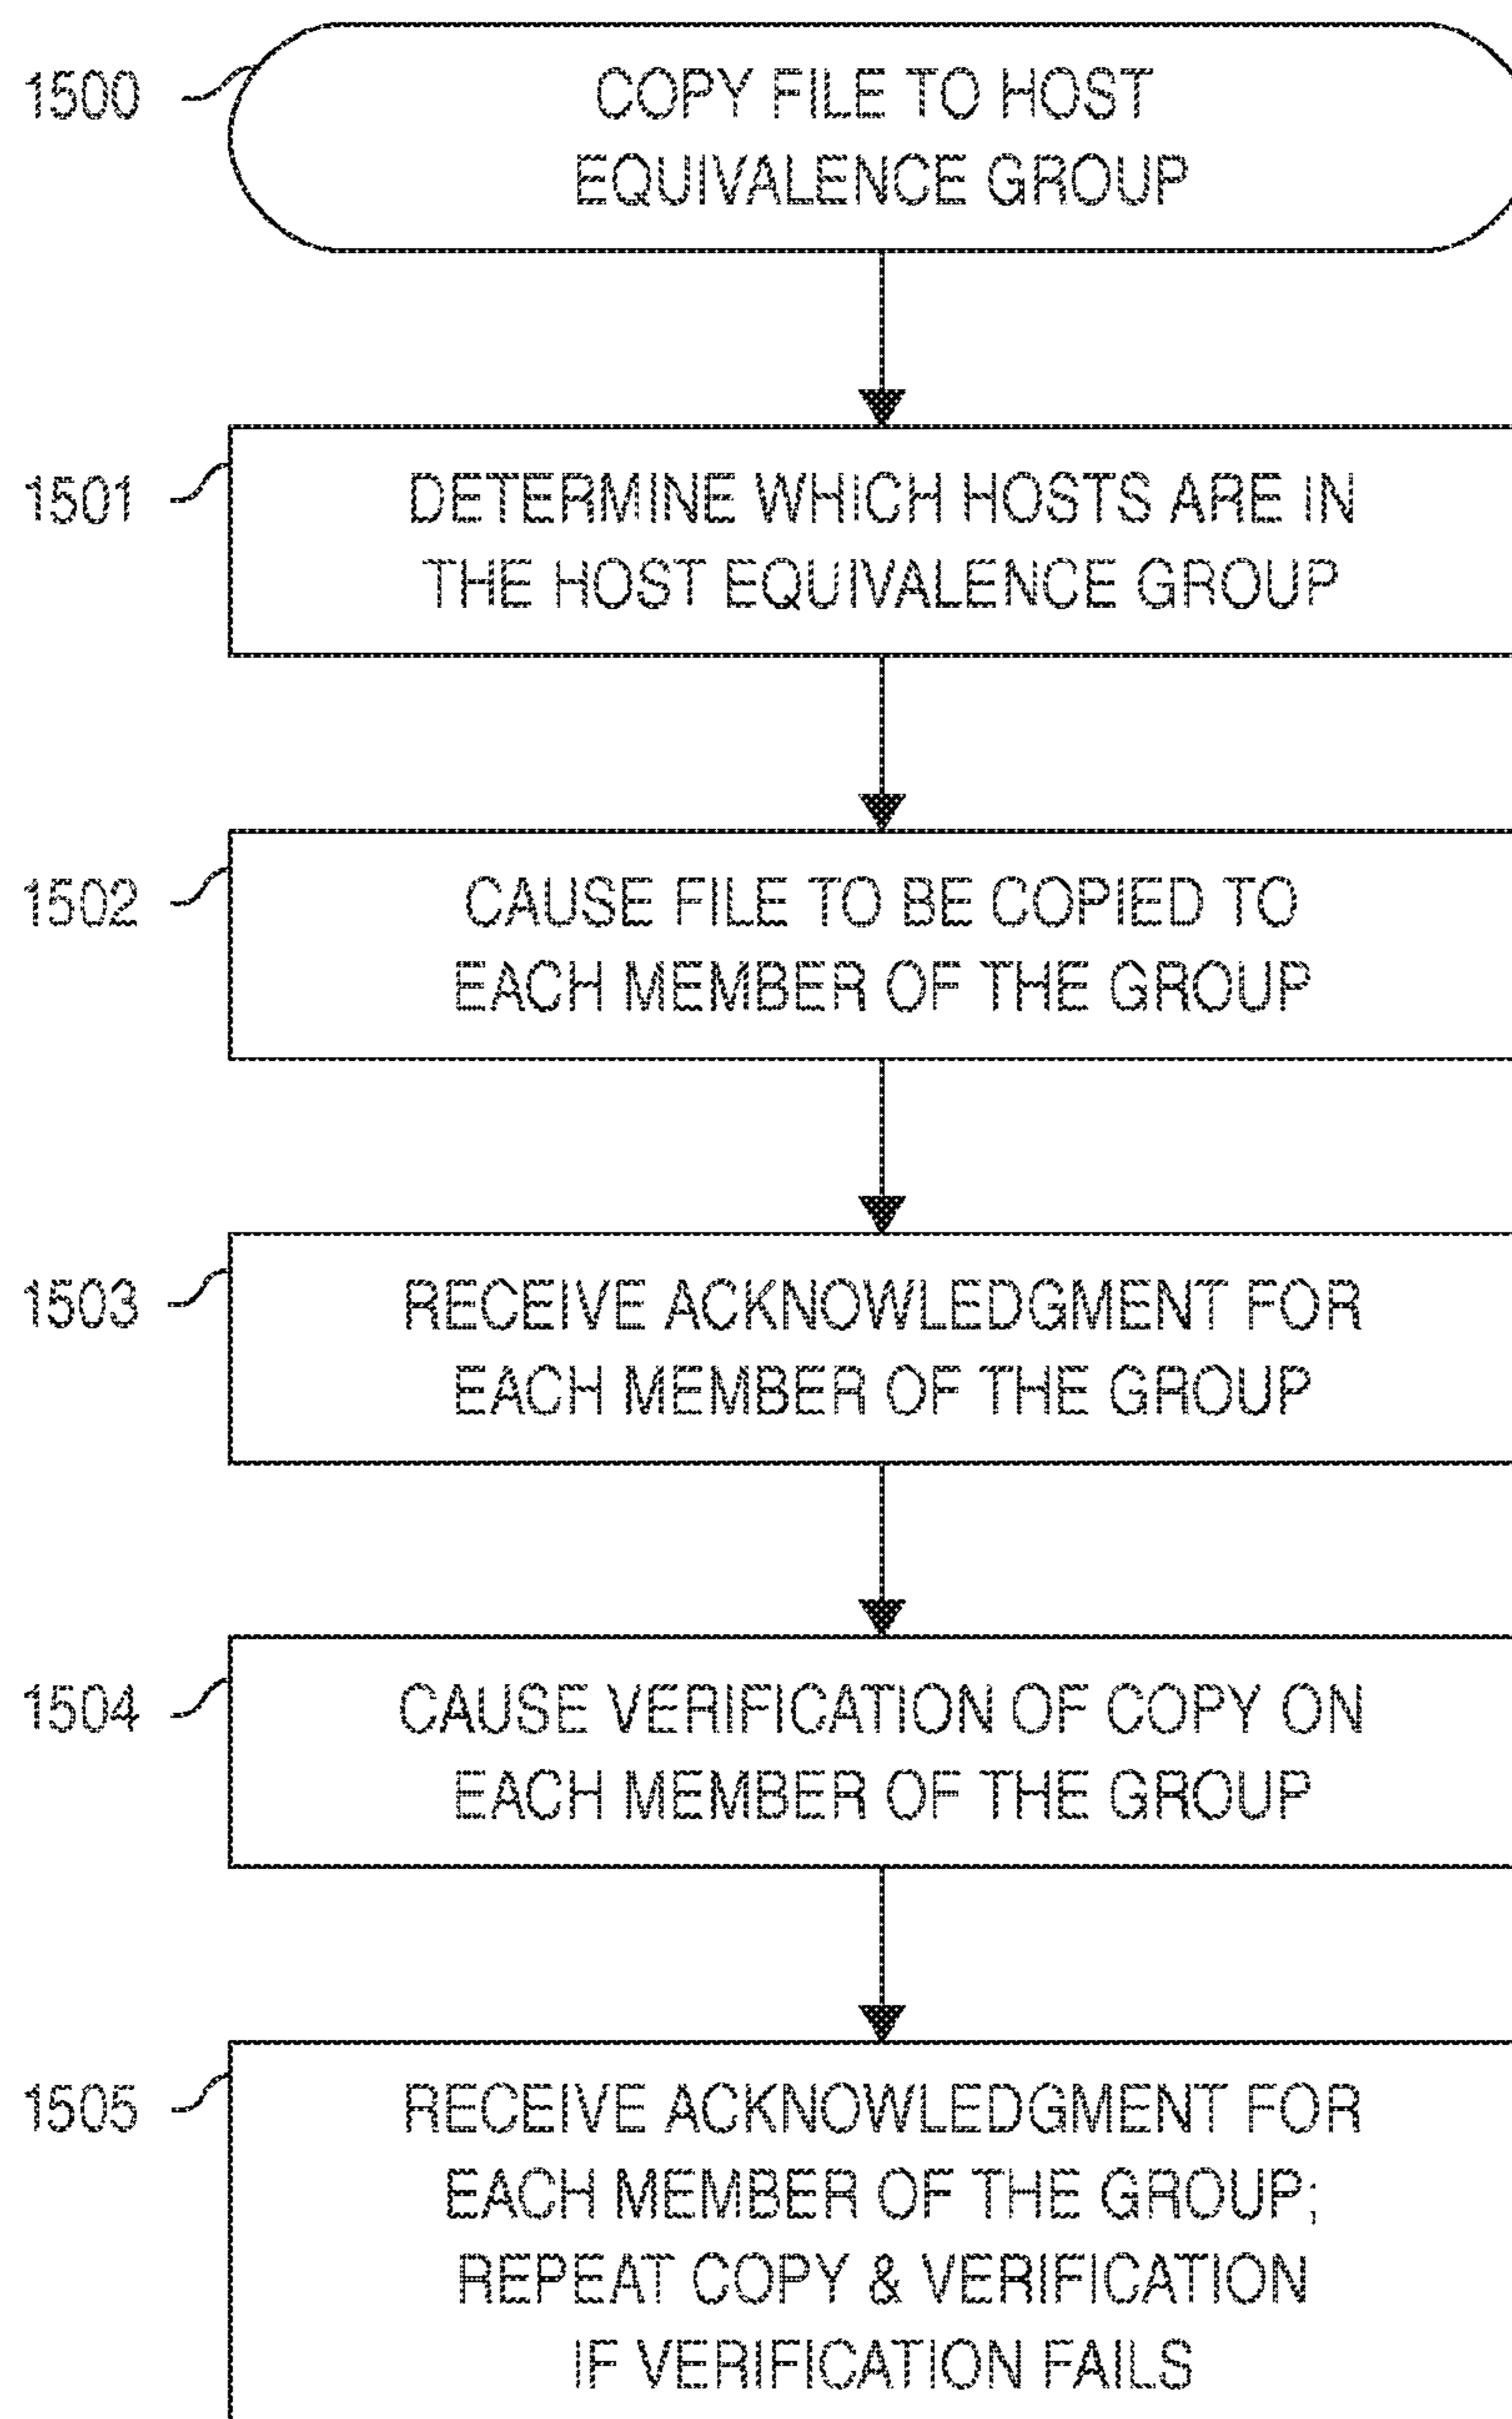 1500
COPY FILE TO HOST
EQUIVALENCE GROUP
1501
DETERMINE WHICH HOSTS ARE IN
THE HOST EQUIVALENCE GROUP
1502
CAUSE FILE TO BE COPIED TO
EACH MEMBER OF THE GROUP
1503
RECEIVE ACKNOWLEDGMENT FOR
EACH MEMBER OF THE GROUP
1504
CAUSE VERIFICATION OF COPY ON
EACH MEMBER OF THE GROUP
1505
RECEIVE ACKNOWLEDGMENT FOR
EACH MEMBER OF THE GROUP;
REPEAT COPY & VERIFICATION
IF VERIFICATION FAILS